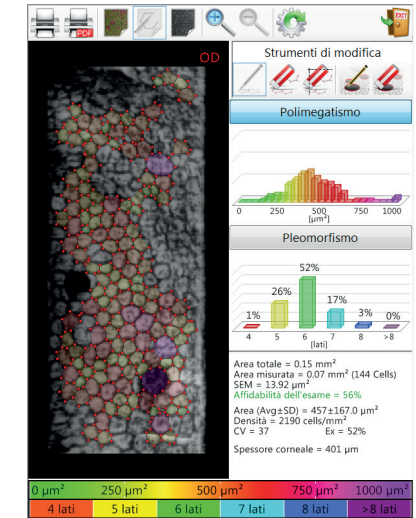 PDF
EXIT
OD
Strumenti di modifica
Polimegatismo
0 250 500 750 1000
[µm²]
Pleomorfismo
1% 26% 52% 17% 3% 0%
4 5 6 7 8 >8
[lati]
Area totale = 0.15 mm²
Area misurata = 0.07 mm² (144 Cells)
SEM = 13.92 µm²
Affidabilità dell'esame = 56%
Area (Avg±SD) = 457±167.0 µm²
Densità = 2190 cells/mm²
CV = 37 Ex = 52%
Spessore corneale = 401 µm
0 µm² 250 µm² 500 µm² 750 µm² 1000 µm²
4 lati 5 lati 6 lati 7 lati 8 lati >8 lati